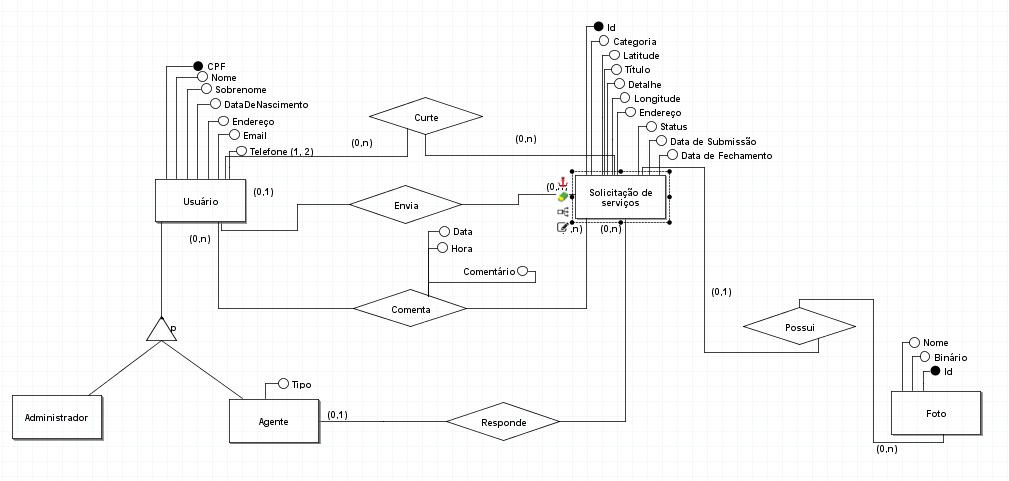 Id
Categoria
Latitude
Título
Detalhe
Longitude
Endereço
Status
Data de Submissão
Data de Fechamento
CPF
Nome
Sobrenome
DataDeNascimento
Endereço
Email
Telefone (1, 2)
Curte
(0,n)
(0,n)
Usuário
(0,1)
Envia
(0,
Solicitação de
serviços
(0,n)
,n)
(0,n)
Data
Hora
Comentário
Comenta
(0,1)
p
Possui
Nome
Binário
Id
Foto
(0,n)
Administrador
Tipo
Agente
(0,1)
Responde